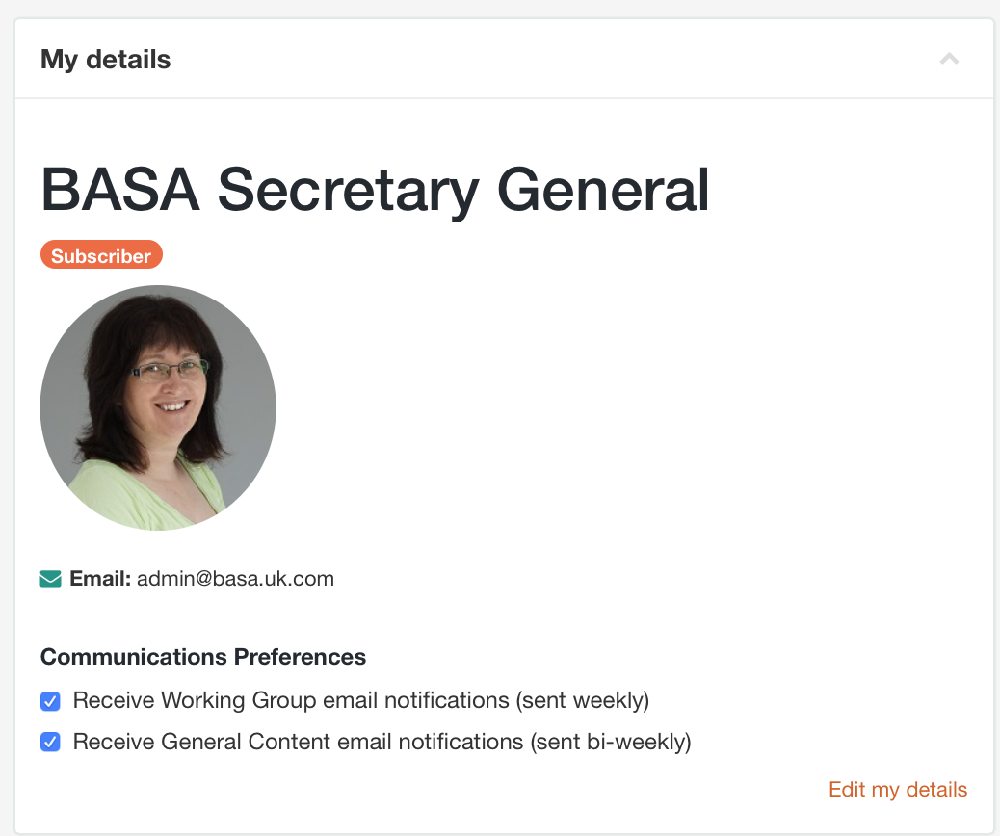 My details
BASA Secretary General
Subscriber
Email: admin@basa.uk.com
Communications Preferences
Receive Working Group email notifications (sent weekly)
Receive General Content email notifications (sent bi-weekly)
Edit my details